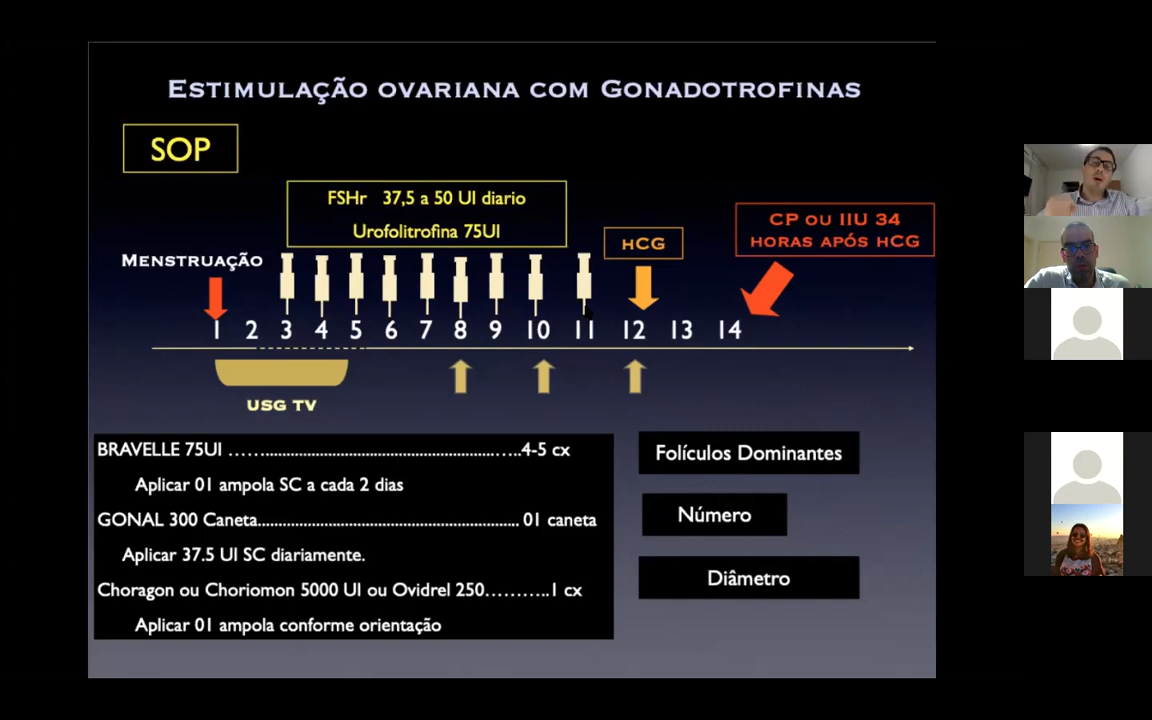 ESTIMULAÇÃO OVARIANA COM GONADOTROFINAS
SOP
FSHr 37,5 a 50 UI diario
Urofolitrofina 75UI
HCG
CP OU IIU 34
HORAS APÓS HCG
MENSTRUAÇÃO
1 2 3 4 5 6 7 8 9 10 11 12 13 14
USG TV
BRAVELLE 75UI ...........................................................4-5 cx
Aplicar 01 ampola SC a cada 2 dias
GONAL 300 Caneta.......................................................... 01 caneta
Aplicar 37.5 UI SC diariamente.
Choragon ou Choriomon 5000 UI ou Ovidrel 250............1 cx
Aplicar 01 ampola conforme orientação
Folículos Dominantes
Número
Diâmetro